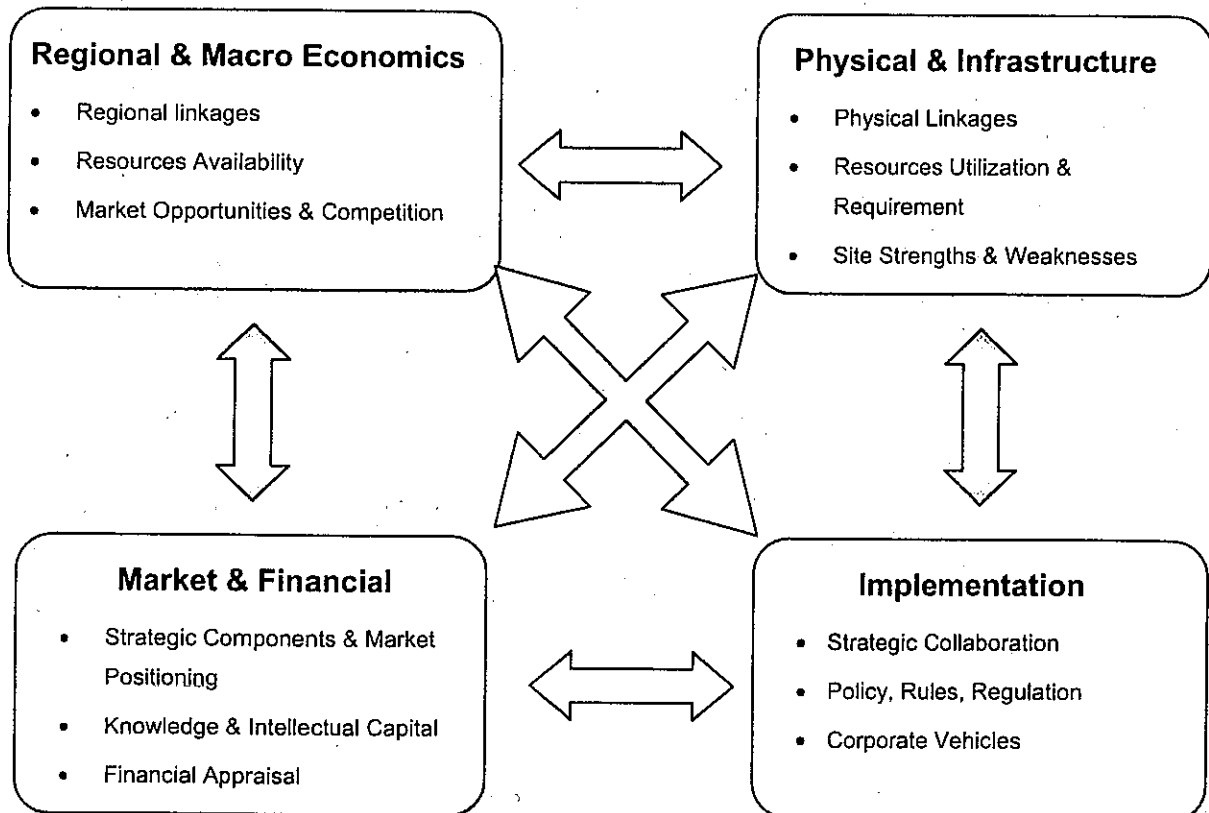 Regional & Macro Economics
• Regional linkages
• Resources Availability
• Market Opportunities & Competition
Physical & Infrastructure
• Physical Linkages
• Resources Utilization &
Requirement
• Site Strengths & Weaknesses
Market & Financial
• Strategic Components & Market
Positioning
• Knowledge & Intellectual Capital
• Financial Appraisal
Implementation
• Strategic Collaboration
• Policy, Rules, Regulation
• Corporate Vehicles